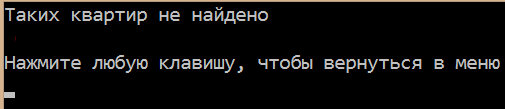 Таких квартир не найдено
Нажмите любую клавишу, чтобы вернуться в меню